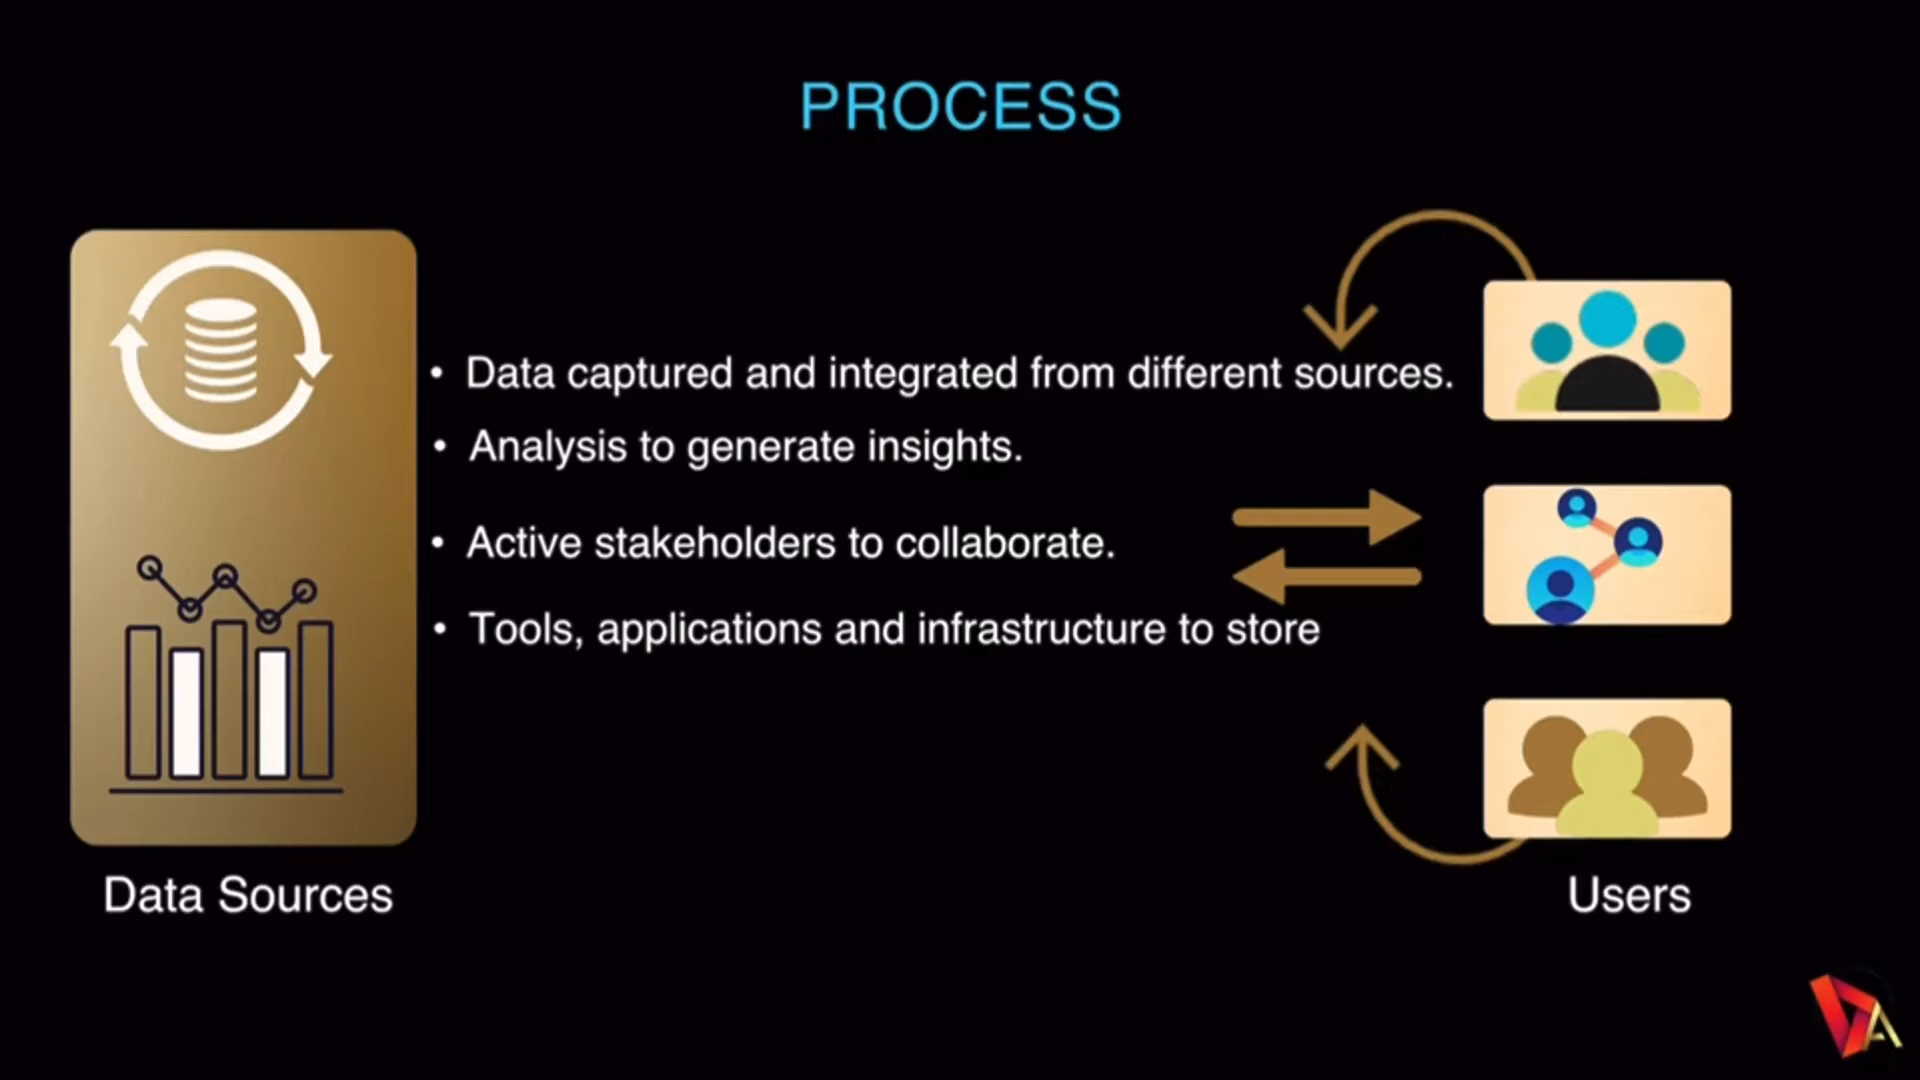 PROCESS
• Data captured and integrated from different sources.
• Analysis to generate insights.
• Active stakeholders to collaborate.
• Tools, applications and infrastructure to store
Data Sources
Users
A